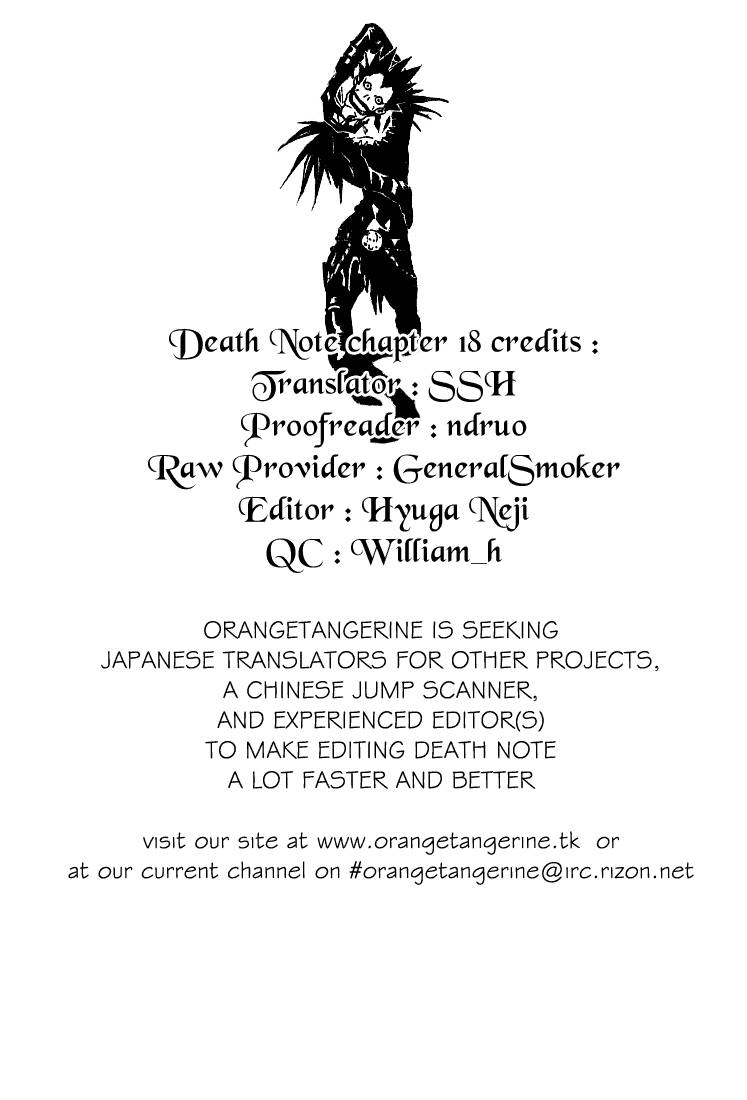 Death Note chapter 18 credits :
Translator : SSH
Proofreader : ndruo
Raw Provider : GeneralSmoker
Editor : Hyuga Neji
QC : William_h
ORANGETANGERINE IS SEEKING
JAPANESE TRANSLATORS FOR OTHER PROJECTS,
A CHINESE JUMP SCANNER,
AND EXPERIENCED EDITOR(S)
TO MAKE EDITING DEATH NOTE
A LOT FASTER AND BETTER
visit our site at www.orangetangerine.tk or
at our current channel on #orangetangerine@irc.rizon.net